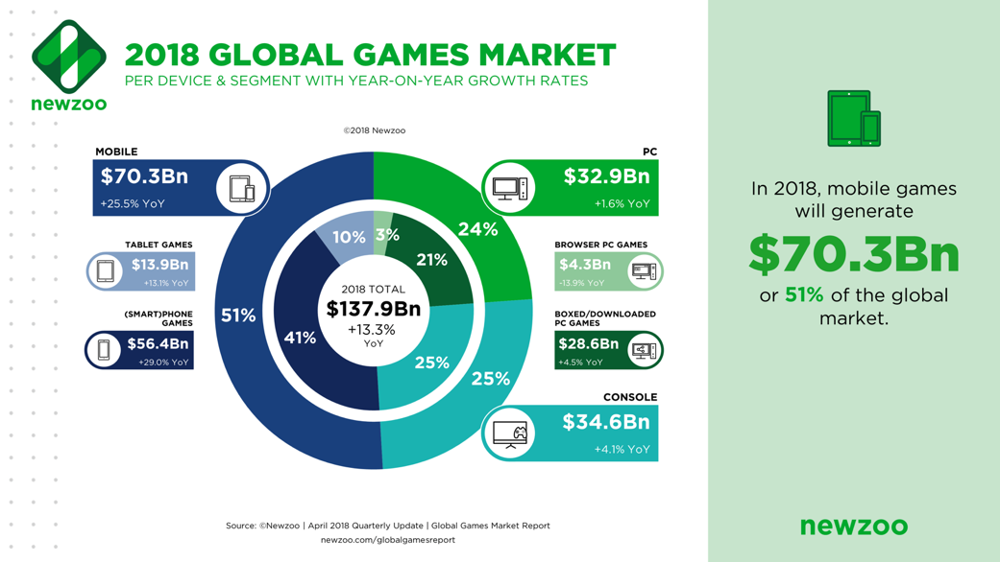 newzoo
2018 GLOBAL GAMES MARKET
PER DEVICE & SEGMENT WITH YEAR-ON-YEAR GROWTH RATES
©2018 Newzoo
MOBILE
$70.3Bn
+25.5% YoY
TABLET GAMES
$13.9Bn
+13.1% YoY
(SMART)PHONE
GAMES
$56.4Bn
+29.0% YoY
51%
10%
3%
21%
41%
25%
24%
25%
2018 TOTAL
$137.9Bn
+13.3%
YoY
PC
$32.9Bn
+1.6% YoY
BROWSER PC GAMES
$4.3Bn
-13.9% YoY
BOXED/DOWNLOADED
PC GAMES
$28.6Bn
+4.5% YoY
CONSOLE
$34.6Bn
+4.1% YoY
Source: ©Newzoo | April 2018 Quarterly Update | Global Games Market Report
newzoo.com/globalgamesreport
In 2018, mobile games
will generate
$70.3Bn
or 51% of the global
market.
newzoo